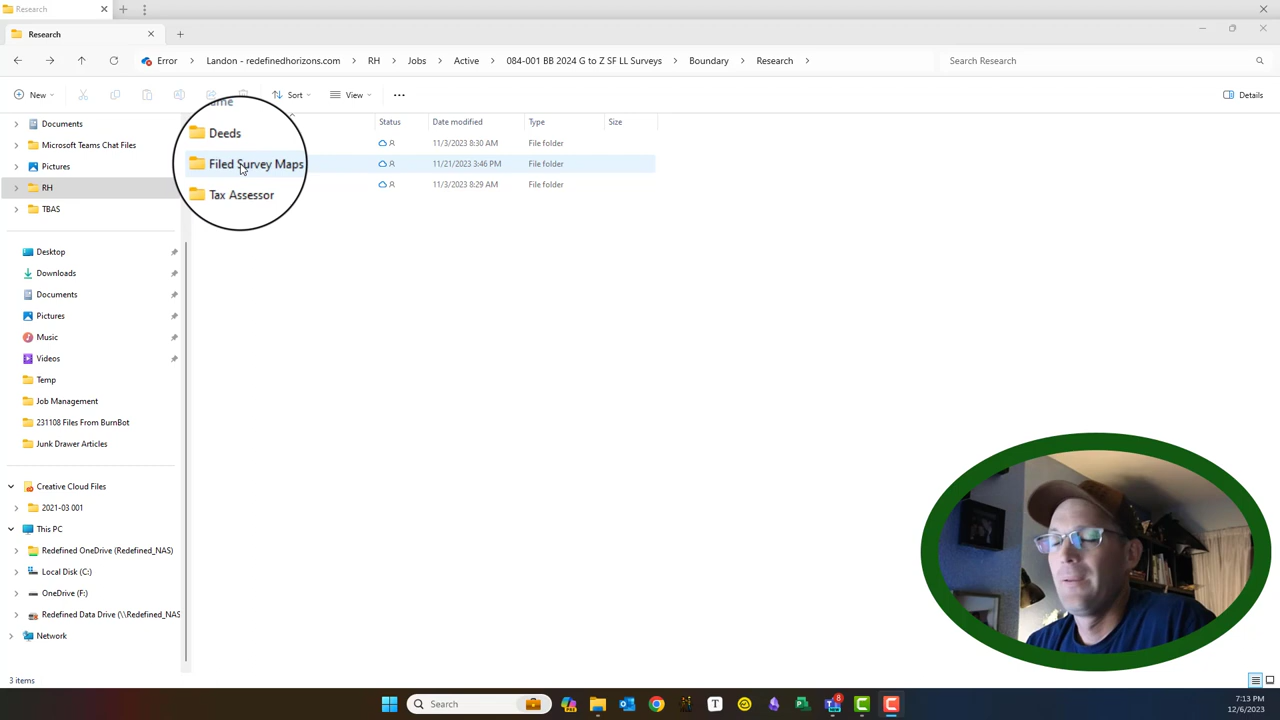 Research
Research
Error > Landon - redefinedhorizons.com > RH > Jobs > Active > 084-001 BB 2024 G to Z SF LL Surveys > Boundary > Research >
Search Research
New
Sort
View
Details
Status
Date modified
Type
Size
Deeds
11/3/2023 8:30 AM
File folder
Filed Survey Maps
11/21/2023 3:46 PM
File folder
Tax Assessor
11/3/2023 8:29 AM
File folder
Documents
Microsoft Teams Chat Files
Pictures
RH
TBAS
Desktop
Downloads
Documents
Pictures
Music
Videos
Temp
Job Management
231108 Files From BurnBot
Junk Drawer Articles
Creative Cloud Files
2021-03 001
This PC
Redefined OneDrive (Redefined_NAS)
Local Disk (C:)
OneDrive (F:)
Redefined Data Drive (\\Redefined_NAS
Network
3 items
Search
T
8
7:13 PM
12/6/2023